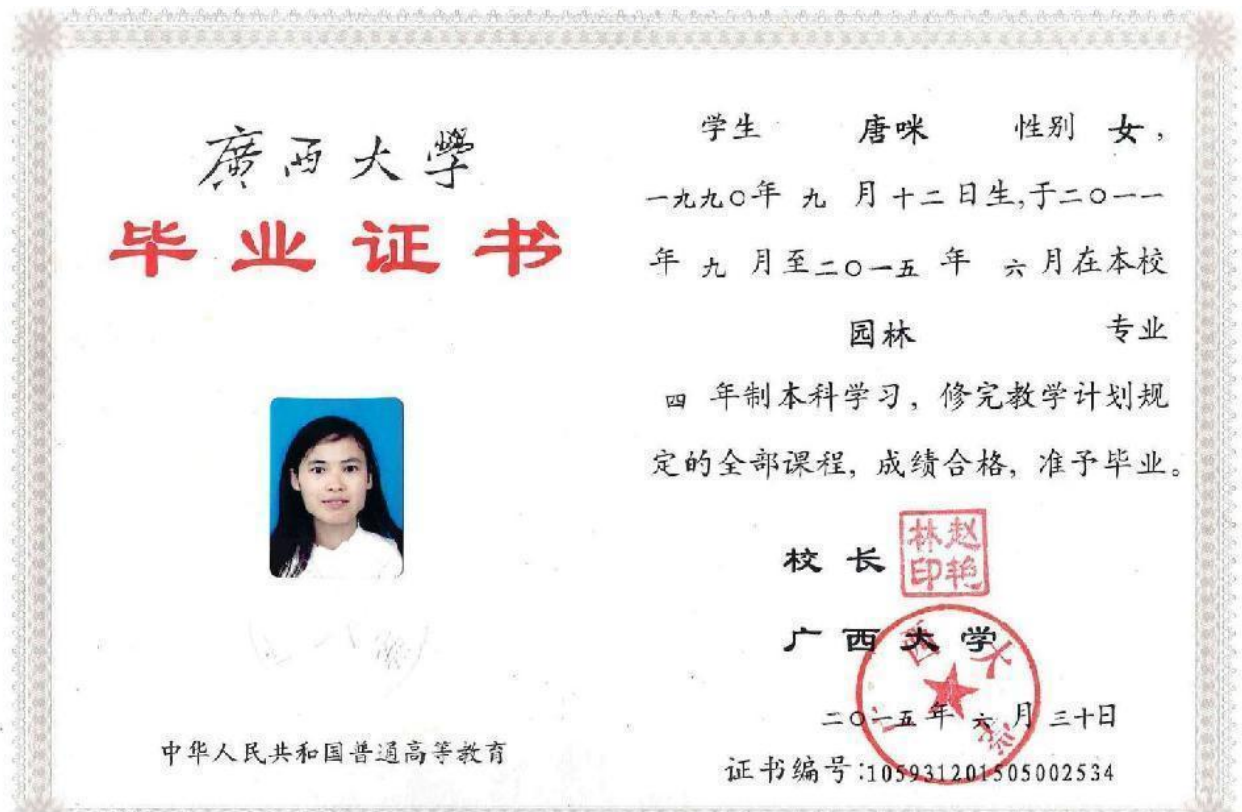 廣西大學
毕业证书
中华人民共和国普通高等教育
学生 唐咪 性别 女，
一九九〇年 九 月 十二 日生,于二〇一一
年 九 月至二〇一五 年 六 月在本校
园林 专业
四 年制本科学习，修完教学计划规
定的全部课程，成绩合格，准予毕业。
校长
赵艳林印
广西大学
广西大学
二〇一五年 六 月 三十日
证书编号:105931201505002534